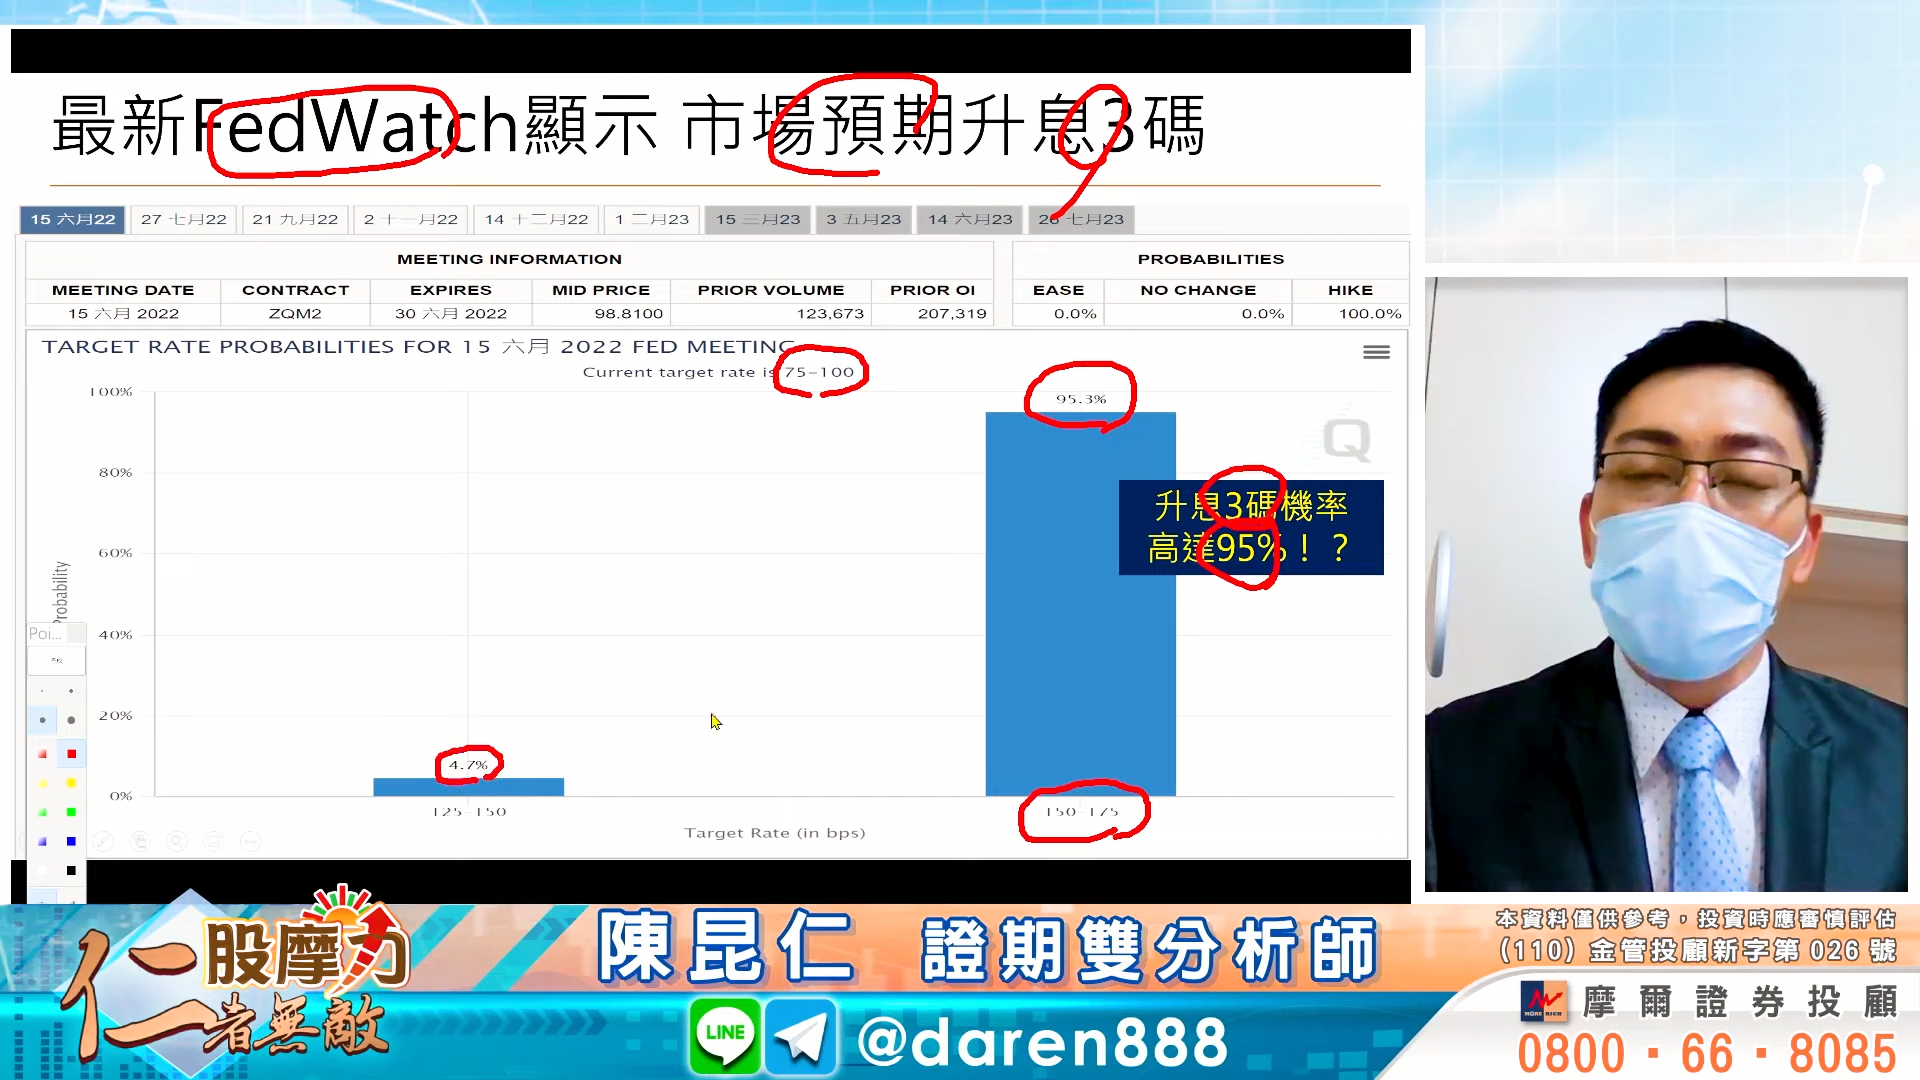 最新FedWatch顯示 市場預期升息3碼
15 六月22
27 七月22
21 九月22
2 十一月22
14 十二月22
1 二月23
15 三月23
3 五月23
14 六月23
26 七月23
MEETING INFORMATION
MEETING DATE CONTRACT EXPIRES MID PRICE PRIOR VOLUME PRIOR OI
15 六月 2022 ZQM2 30 六月 2022 98.8100 123,673 207,319
PROBABILITIES
EASE NO CHANGE HIKE
0.0% 0.0% 100.0%
TARGET RATE PROBABILITIES FOR 15 六月 2022 FED MEETING
Current target rate is 75-100
100%
80%
60%
40%
20%
0%
Probability
4.7%
95.3%
Q
升息3碼機率
高達95%！？
125-150
150-175
Target Rate (in bps)
Poi...
股摩力
仁者無敵
陳昆仁 證期雙分析師
LINE
@daren888
本資料僅供參考，投資時應審慎評估
(110) 金管投顧新字第 026 號
MORE RICH
摩爾證券投顧
0800・66・8085